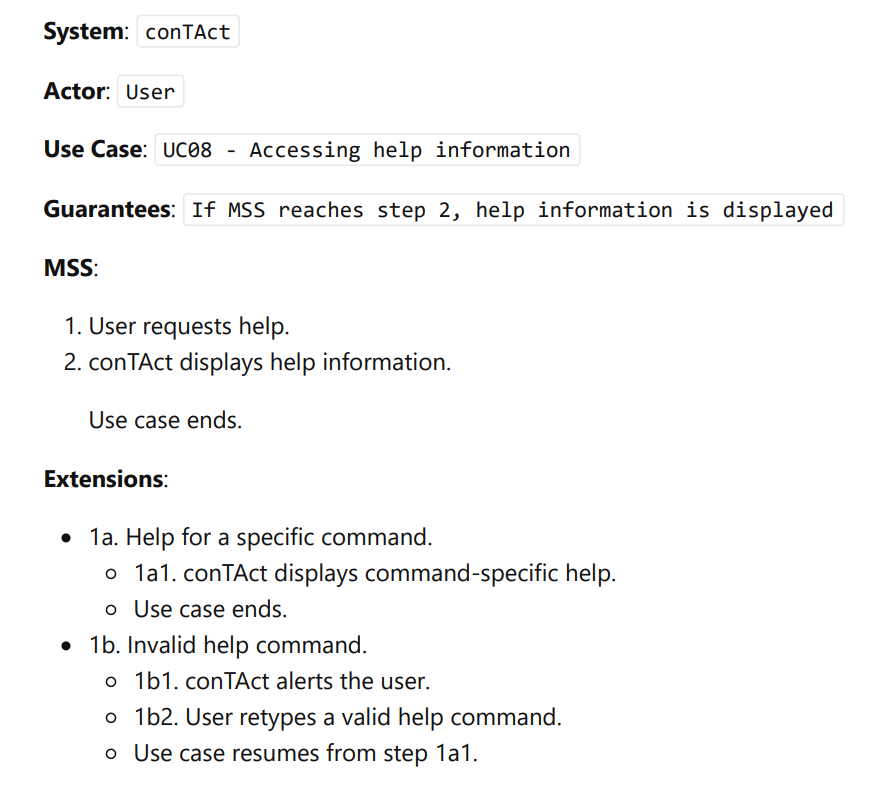 System: conTAct
Actor: User
Use Case: UC08 - Accessing help information
Guarantees: If MSS reaches step 2, help information is displayed
MSS:
1. User requests help.
2. conTAct displays help information.
Use case ends.
Extensions:
• 1a. Help for a specific command.
○ 1a1. conTAct displays command-specific help.
○ Use case ends.
• 1b. Invalid help command.
○ 1b1. conTAct alerts the user.
○ 1b2. User retypes a valid help command.
○ Use case resumes from step 1a1.